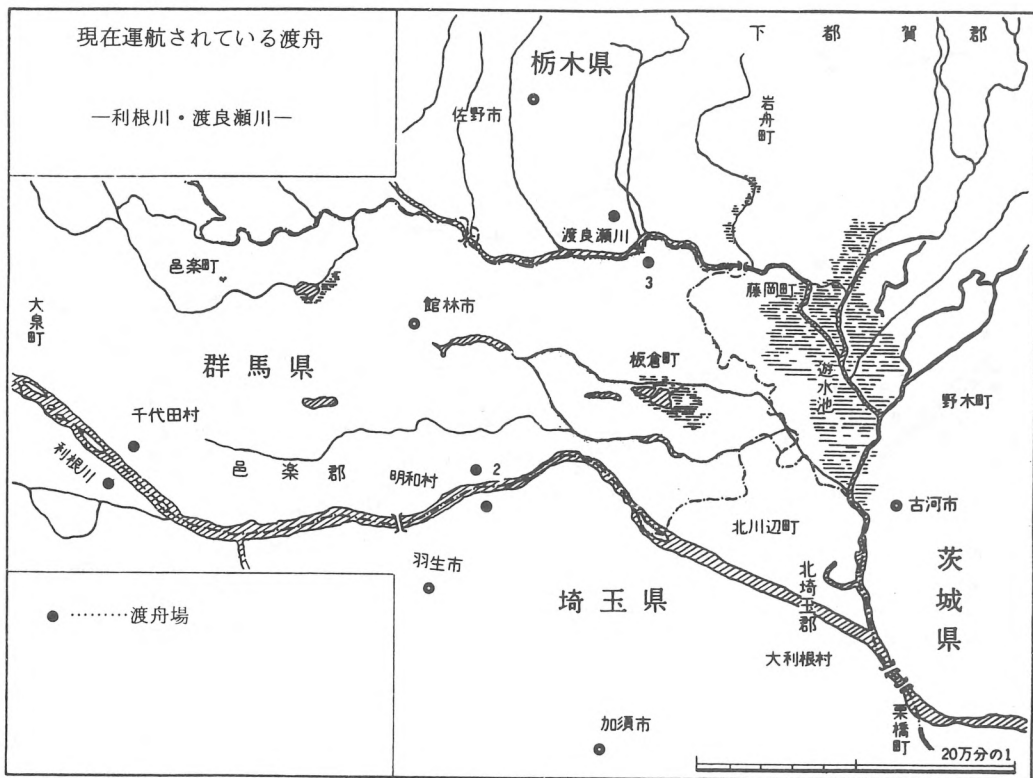 現在運航されている渡舟
―利根川・渡良瀬川―
下都賀郡
栃木県
佐野市
岩舟町
渡良瀬川
3
邑楽町
藤岡町
大泉町
館林市
群馬県
板倉町
遊水池
野木町
千代田村
利根川
邑楽郡
明和村
2
北川辺町
古河市
羽生市
埼玉県
北埼玉郡
茨城県
●………渡舟場
大利根村
栗橋町
加須市
20万分の1